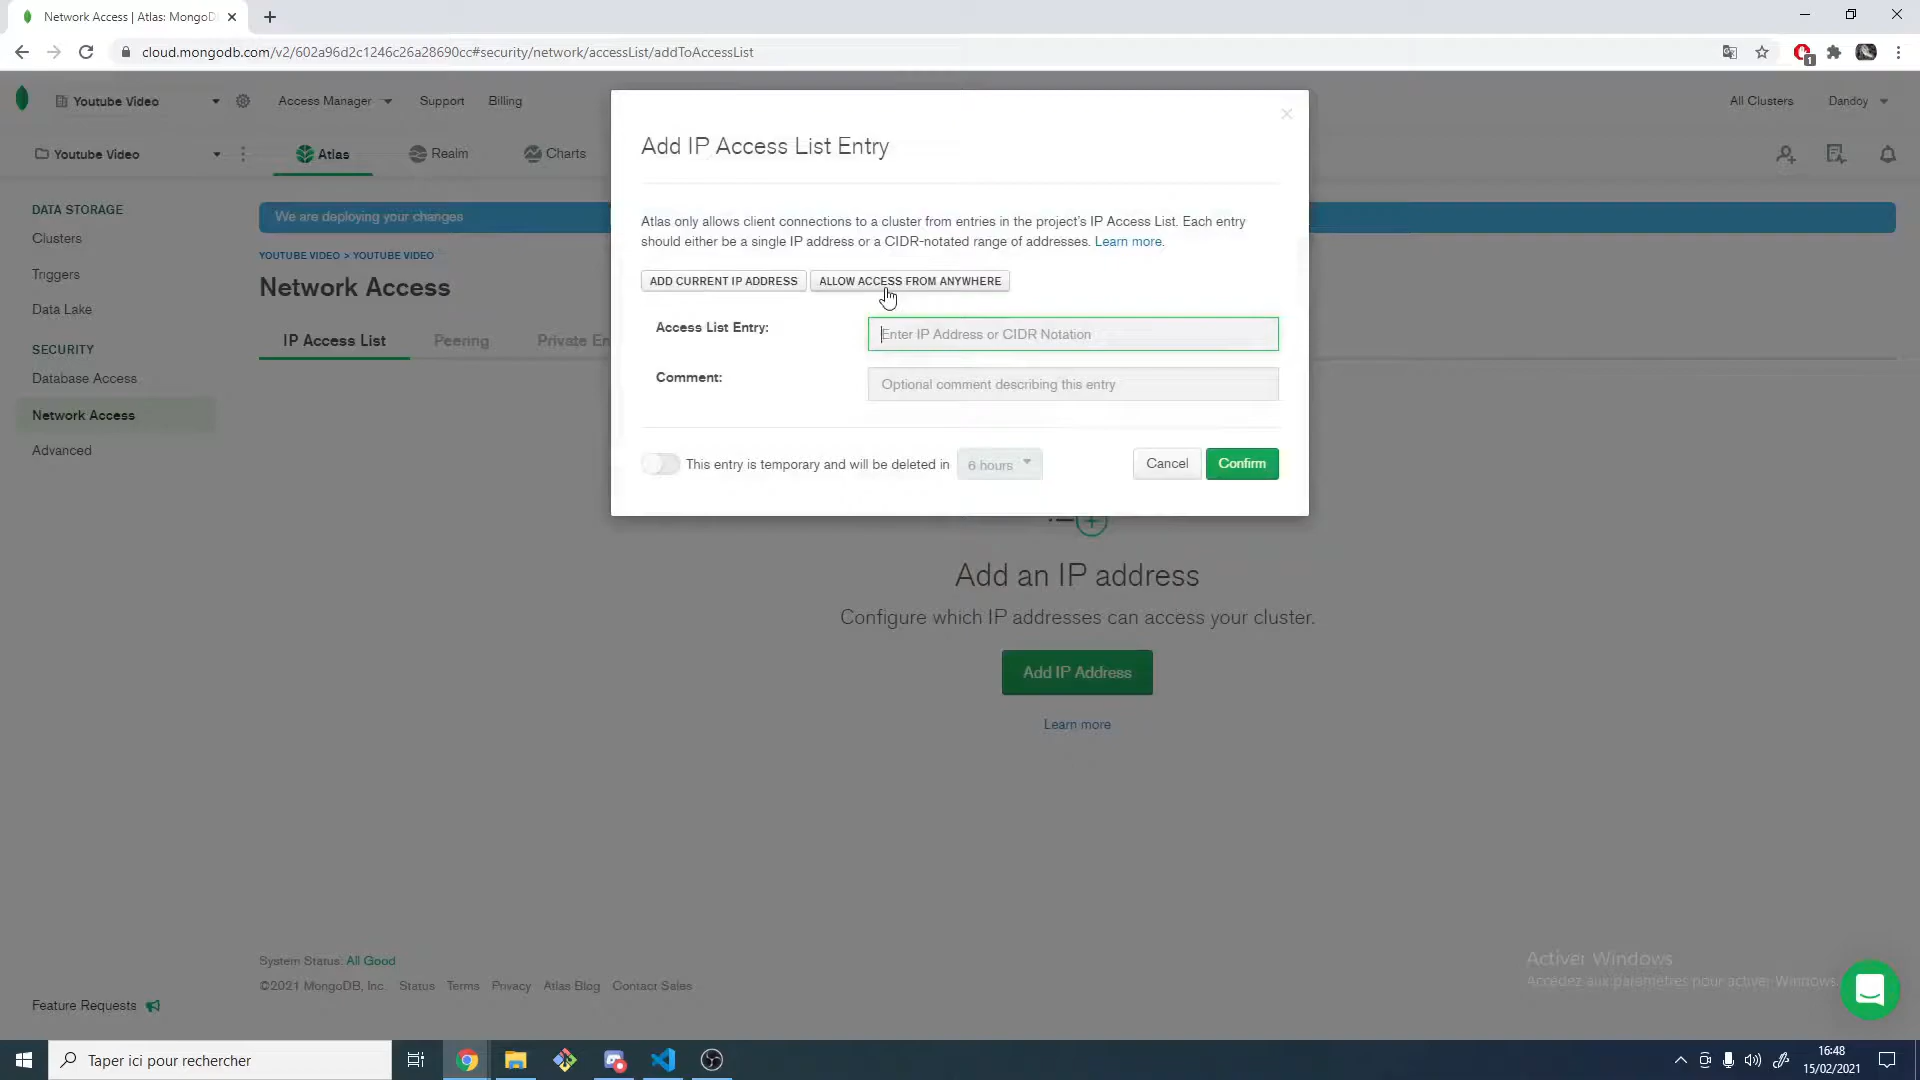 Network Access | Atlas: MongoD
cloud.mongodb.com/v2/602a96d2c1246c26a28690cc#security/network/accessList/addToAccessList
1
Youtube Video
Access Manager
Support
Billing
All Clusters
Dandoy
Youtube Video
Atlas
Realm
Charts
DATA STORAGE
Clusters
Triggers
Data Lake
SECURITY
Database Access
Network Access
Advanced
We are deploying your changes
YOUTUBE VIDEO > YOUTUBE VIDEO
Network Access
IP Access List
Peering
Private En
Add IP Access List Entry
Atlas only allows client connections to a cluster from entries in the project's IP Access List. Each entry
should either be a single IP address or a CIDR-notated range of addresses. Learn more.
ADD CURRENT IP ADDRESS
ALLOW ACCESS FROM ANYWHERE
Access List Entry:
Enter IP Address or CIDR Notation
Comment:
Optional comment describing this entry
This entry is temporary and will be deleted in
6 hours
Cancel
Confirm
Add an IP address
Configure which IP addresses can access your cluster.
Add IP Address
Learn more
System Status: All Good
©2021 MongoDB, Inc.
Status
Terms
Privacy
Atlas Blog
Contact Sales
Feature Requests
Activer Windows
Accédez aux paramètres pour activer Windows.
Taper ici pour rechercher
16:48
15/02/2021